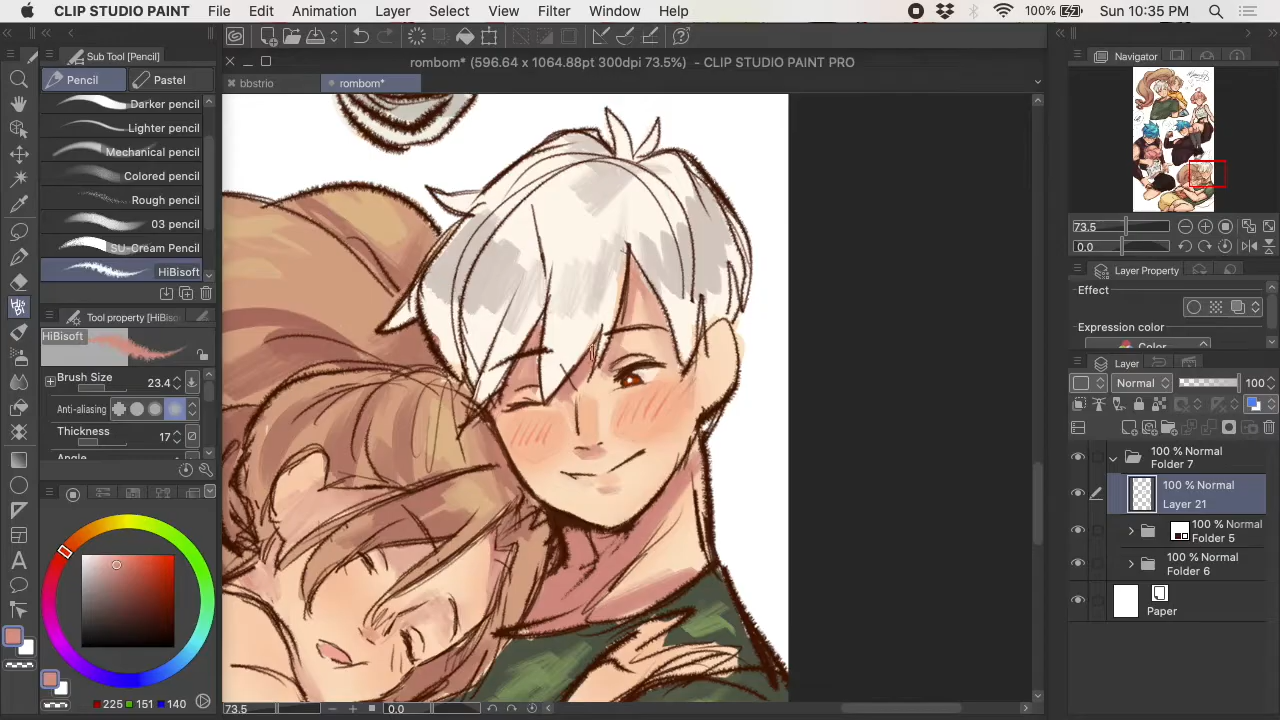 CLIP STUDIO PAINT File Edit Animation Layer Select View Filter Window Help 100% Sun 10:35 PM
Sub Tool [Pencil]
rombom* (596.64 x 1064.88pt 300dpi 73.5%) - CLIP STUDIO PAINT PRO
Navigator
Pencil Pastel
bbstrio rombom*
Darker pencil
Lighter pencil
Mechanical pencil
Colored pencil
Rough pencil
03 pencil
SU-Cream Pencil
HiBisoft
Tool property [HiBiso
HiBisoft
Brush Size 23.4
Anti-aliasing
Thickness 17
Angle
225 151 140
73.5 0.0
73.5
0.0
Layer Property
Effect
Expression color
Color
Layer
Normal 100
100 % Normal
Folder 7
100 % Normal
Layer 21
100 % Normal
Folder 5
100 % Normal
Folder 6
Paper